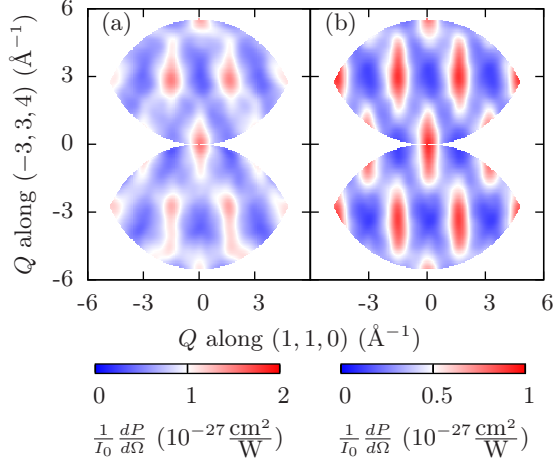 (a) (b)
6
3
0
-3
-6
Q along (−3, 3, 4) (Å⁻¹)
-6 -3 0 3 -3 0 3 6
Q along (1, 1, 0) (Å⁻¹)
0 1 2 0 0.5 1
1/I₀ dP/dΩ (10⁻²⁷ cm²/W) 1/I₀ dP/dΩ (10⁻²⁷ cm²/W)